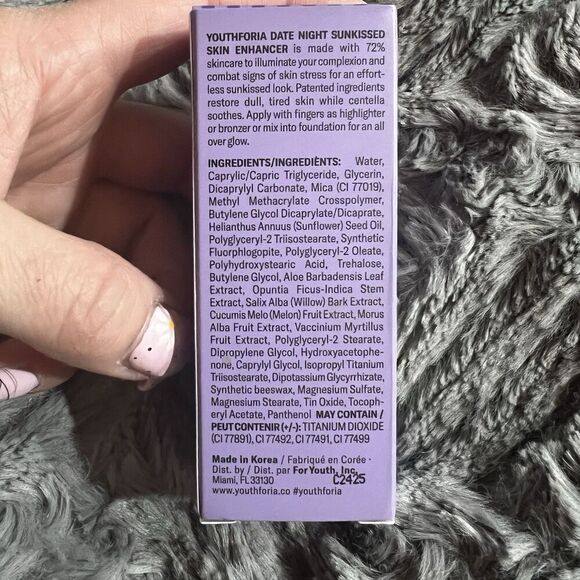 YOUTHFORIA DATE NIGHT SUNKISSED
SKIN ENHANCER is made with 72%
skincare to illuminate your complexion and
combat signs of skin stress for an effort-
less sunkissed look. Patented ingredients
restore dull, tired skin while centella
soothes. Apply with fingers as highlighter
or bronzer or mix into foundation for an all
over glow.
INGREDIENTS/INGRÉDIËNTS: Water,
Caprylic/Capric Triglyceride, Glycerin,
Dicaprylyl Carbonate, Mica (CI 77019),
Methyl Methacrylate Crosspolymer,
Butylene Glycol Dicaprylate/Dicaprate,
Helianthus Annuus (Sunflower) Seed Oil,
Polyglyceryl-2 Triisostearate, Synthetic
Fluorphlogopite, Polyglyceryl-2 Oleate,
Polyhydroxystearic Acid, Trehalose,
Butylene Glycol, Aloe Barbadensis Leaf
Extract, Opuntia Ficus-Indica Stem
Extract, Salix Alba (Willow) Bark Extract,
Cucumis Melo (Melon) Fruit Extract, Morus
Alba Fruit Extract, Vaccinium Myrtillus
Fruit Extract, Polyglyceryl-2 Stearate,
Dipropylene Glycol, Hydroxyacetophe-
none, Caprylyl Glycol, Isopropyl Titanium
Triisostearate, Dipotassium Glycyrrhizate,
Synthetic beeswax, Magnesium Sulfate,
Magnesium Stearate, Tin Oxide, Tocoph-
eryl Acetate, Panthenol MAY CONTAIN /
PEUT CONTENIR (+/-): TITANIUM DIOXIDE
(CI 77891), CI 77492, CI 77491, CI 77499
Made in Korea / Fabriqué en Corée ·
Dist. by / Dist. par For Youth, Inc.
Miami, FL 33130 C2425
www.youthforia.co #youthforia